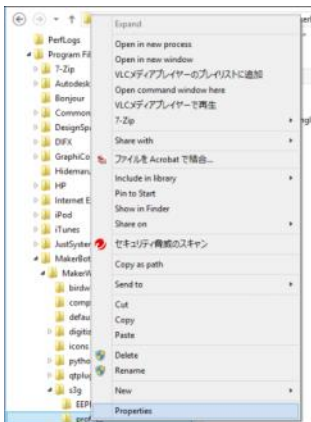 PerfLogs
Program Fil
7-Zip
Autodesk
Bonjour
Common
DesignSp
DIFX
GraphiCo
Hidemaru
HP
Internet E
iPod
iTunes
JustSystem
MakerBot
MakerW
birdw
comp
defau
digitiz
icons
pytho
qtplug
s3g
EEPR
prof
Expand
Open in new process
Open in new window
VLCメディアプレイヤーのプレイリストに追加
Open command window here
VLCメディアプレイヤーで再生
7-Zip
Share with
ファイルを Acrobat で結合...
Include in library
Pin to Start
Show in Finder
Share on
セキュリティ脅威のスキャン
Copy as path
Send to
Cut
Copy
Paste
Delete
Rename
New
Properties